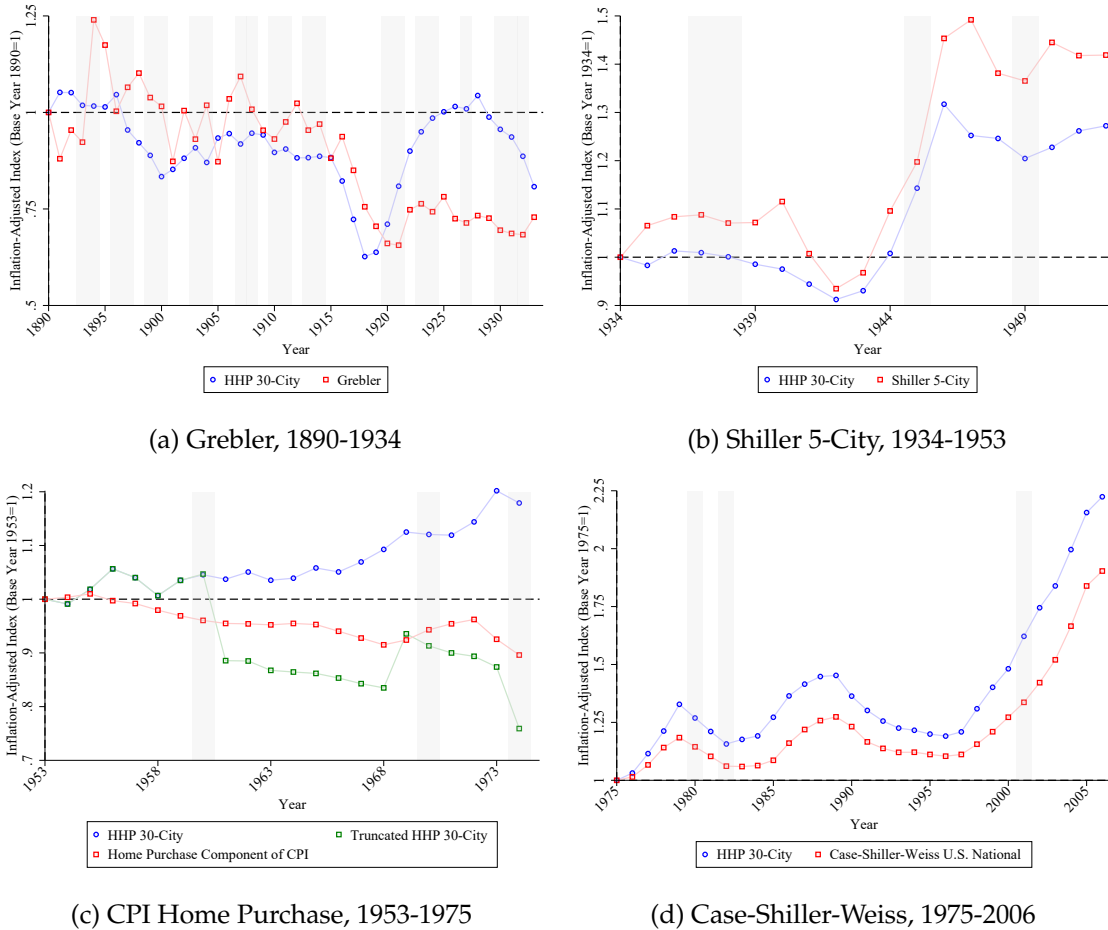 Inflation-Adjusted Index (Base Year 1890=1)
1.25
1
.75
.5
1890
1895
1900
1905
1910
1915
1920
1925
1930
Year
HHP 30-City Grebler
(a) Grebler, 1890-1934
Inflation-Adjusted Index (Base Year 1934=1)
1.5
1.4
1.3
1.2
1.1
1
.9
1934
1939
1944
1949
Year
HHP 30-City Shiller 5-City
(b) Shiller 5-City, 1934-1953
Inflation-Adjusted Index (Base Year 1953=1)
1.2
1.1
1
.9
.8
.7
1953
1958
1963
1968
1973
Year
HHP 30-City Truncated HHP 30-City
Home Purchase Component of CPI
(c) CPI Home Purchase, 1953-1975
Inflation-Adjusted Index (Base Year 1975=1)
2.25
2
1.75
1.5
1.25
1
1975
1980
1985
1990
1995
2000
2005
Year
HHP 30-City Case-Shiller-Weiss U.S. National
(d) Case-Shiller-Weiss, 1975-2006